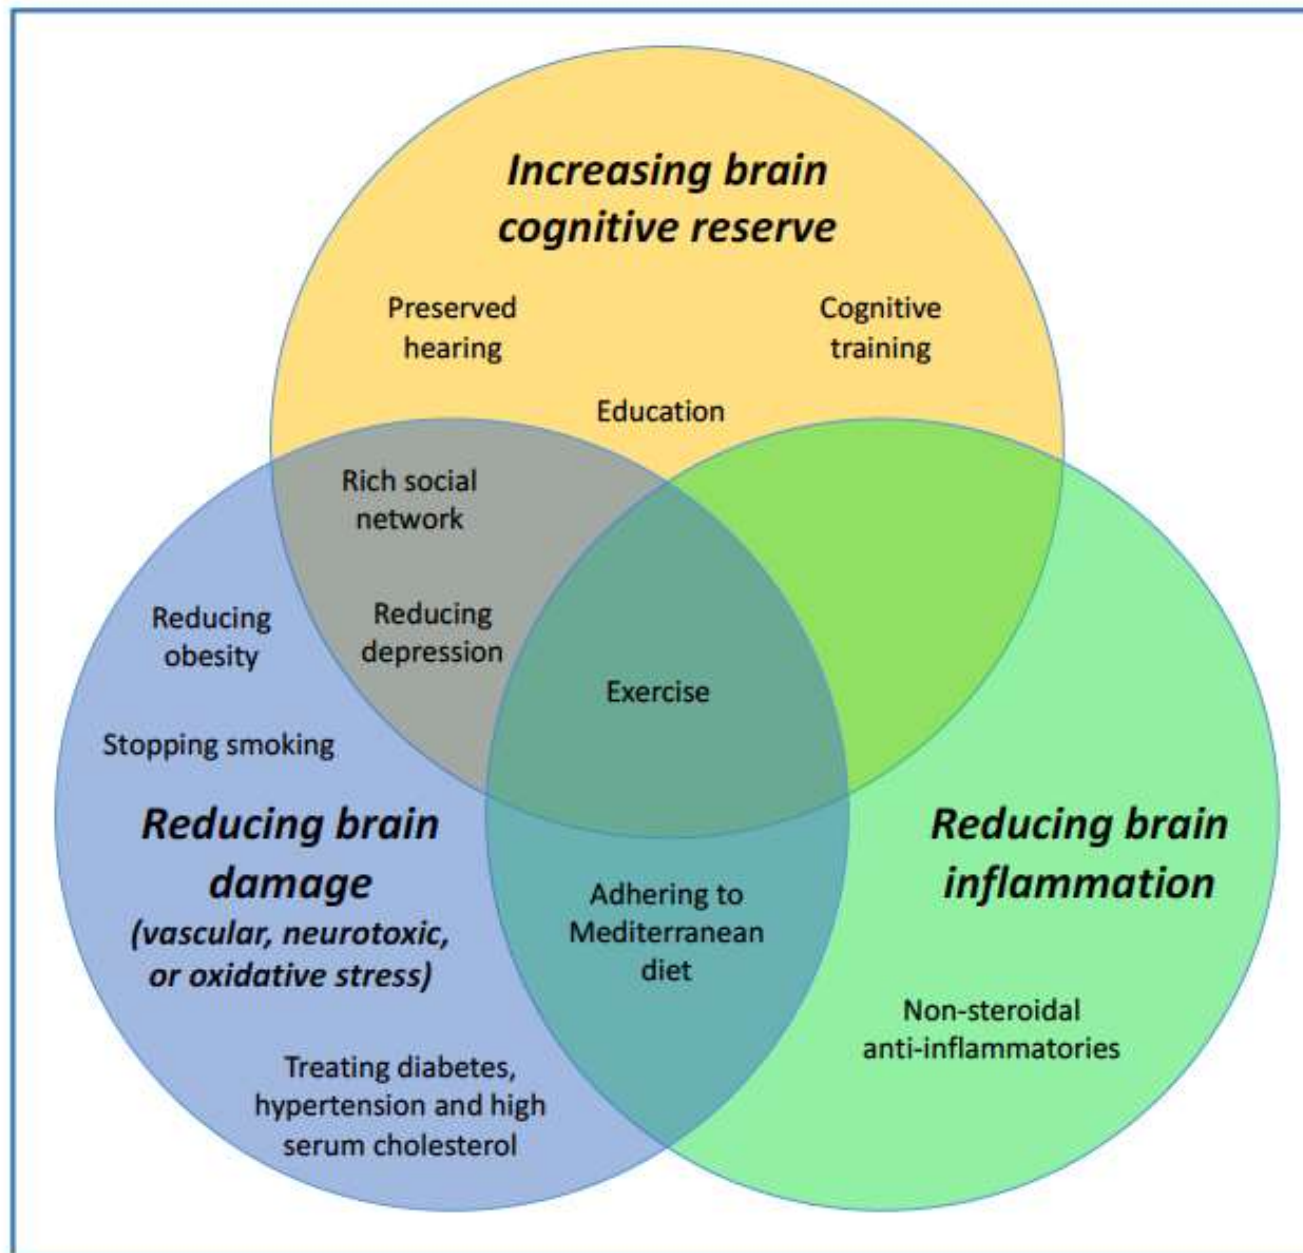 Increasing brain
cognitive reserve
Preserved
hearing
Cognitive
training
Education
Rich social
network
Reducing
depression
Reducing
obesity
Stopping smoking
Exercise
Reducing brain
damage
(vascular, neurotoxic,
or oxidative stress)
Reducing brain
inflammation
Adhering to
Mediterranean
diet
Non-steroidal
anti-inflammatories
Treating diabetes,
hypertension and high
serum cholesterol